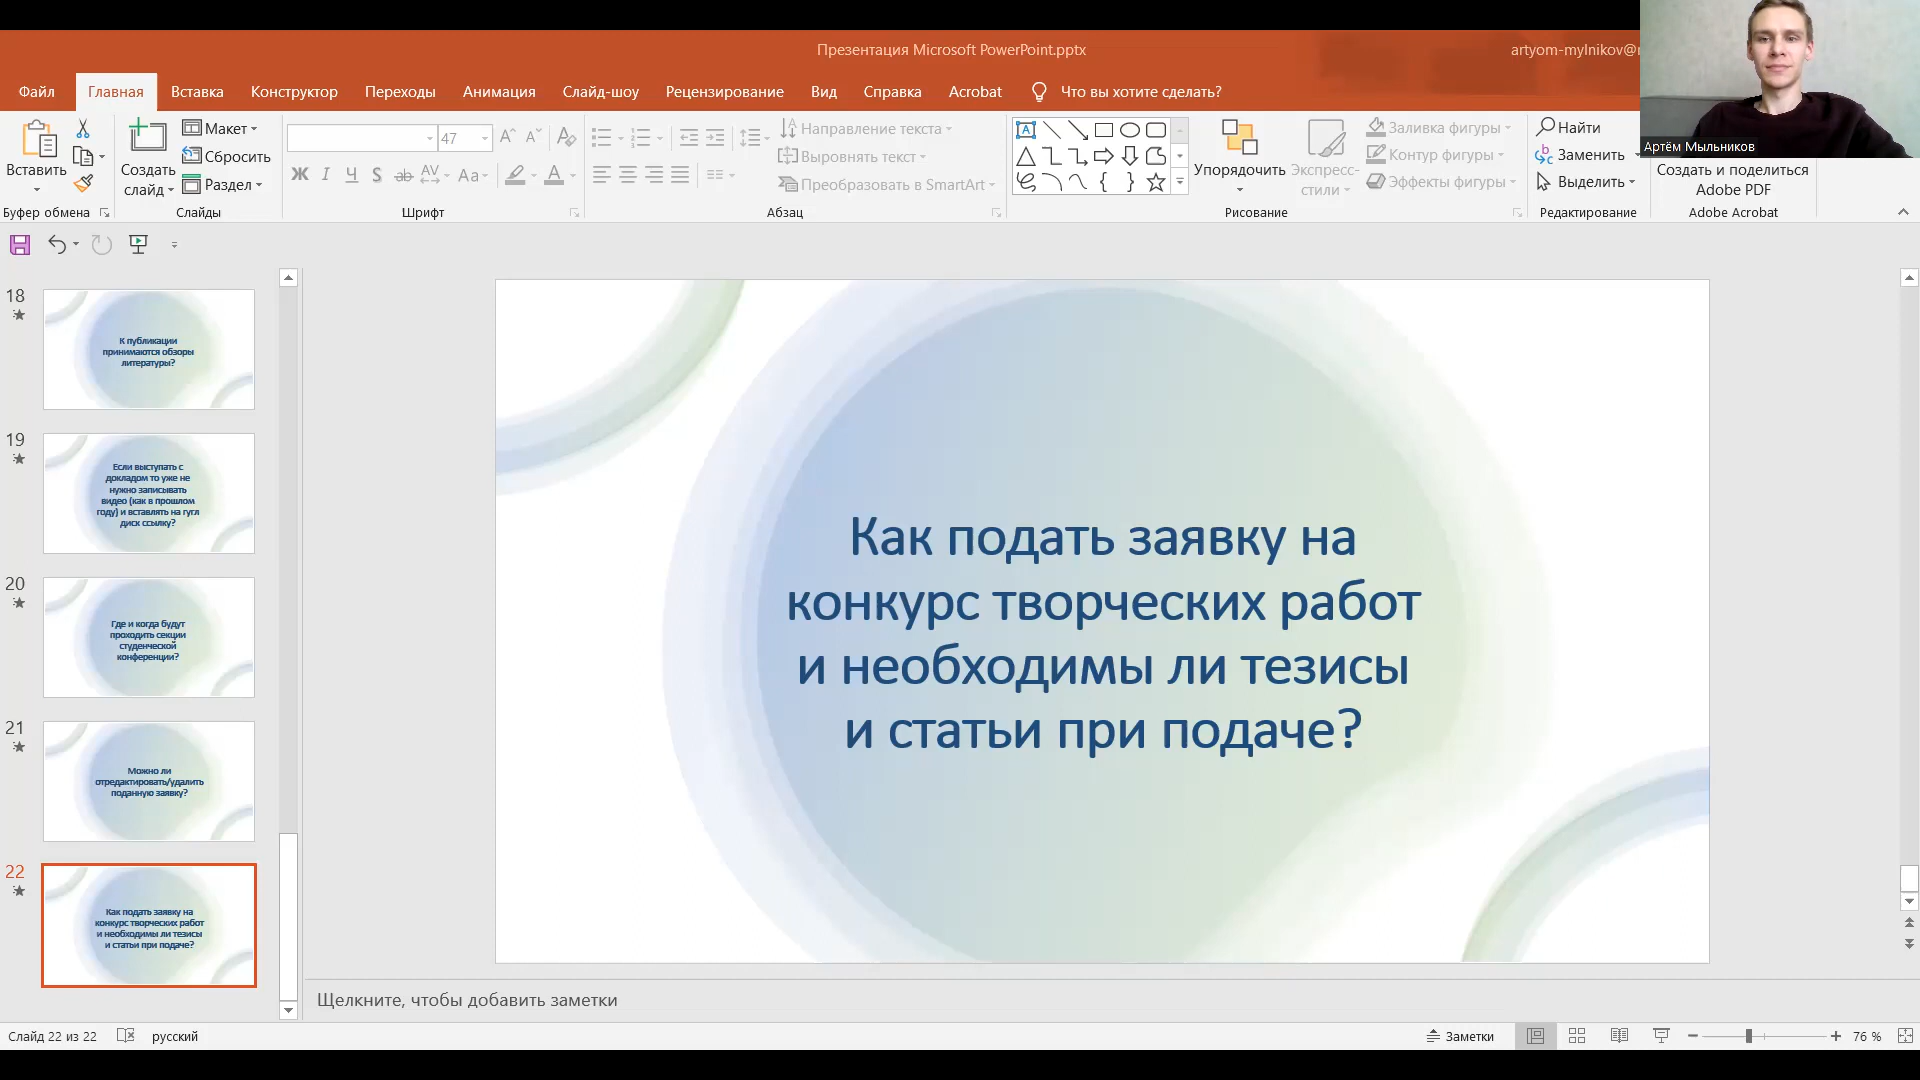 Презентация Microsoft PowerPoint.pptx
artyom-mylnikov@r
Файл Главная Вставка Конструктор Переходы Анимация Слайд-шоу Рецензирование Вид Справка Acrobat Что вы хотите сделать?
Вставить
Создать
слайд
Макет
Сбросить
Раздел
47
Ж К Ч S ab AV Aa А
Направление текста
Выровнять текст
Преобразовать в SmartArt
Упорядочить
Экспресс-
стили
Заливка фигуры
Контур фигуры
Эффекты фигуры
Найти
Заменить
Выделить
Артём Мыльников
Создать и поделиться
Adobe PDF
Буфер обмена Слайды Шрифт Абзац Рисование Редактирование Adobe Acrobat
18
К публикации
принимаются обзоры
литературы?
19
Если выступать с
докладом то уже не
нужно записывать
видео (как в прошлом
году) и вставлять на гугл
диск ссылку?
20
Где и когда будут
проходить секции
студенческой
конференции?
21
Можно ли
отредактировать/удалить
поданную заявку?
22
Как подать заявку на
конкурс творческих работ
и необходимы ли тезисы
и статьи при подаче?
Как подать заявку на
конкурс творческих работ
и необходимы ли тезисы
и статьи при подаче?
Щелкните, чтобы добавить заметки
Слайд 22 из 22 русский Заметки 76 %